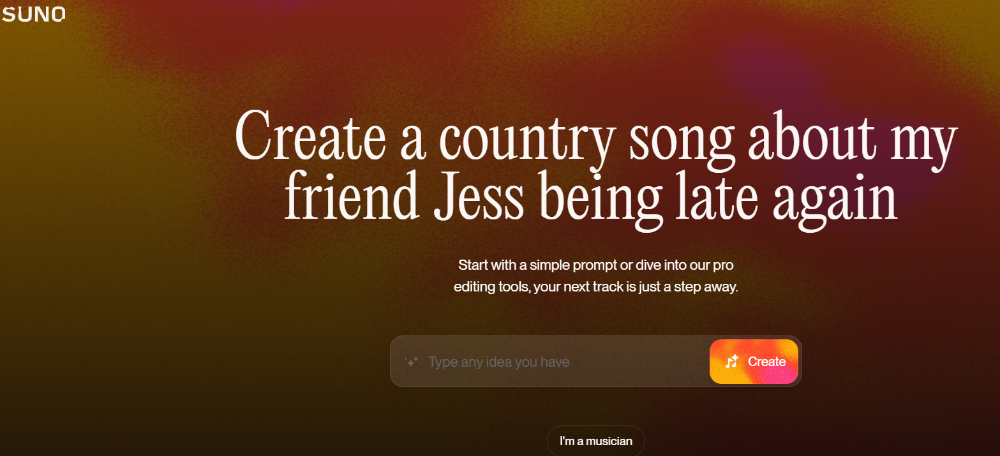 SUNO
Create a country song about my
friend Jess being late again
Start with a simple prompt or dive into our pro
editing tools, your next track is just a step away.
Type any idea you have
Create
I'm a musician